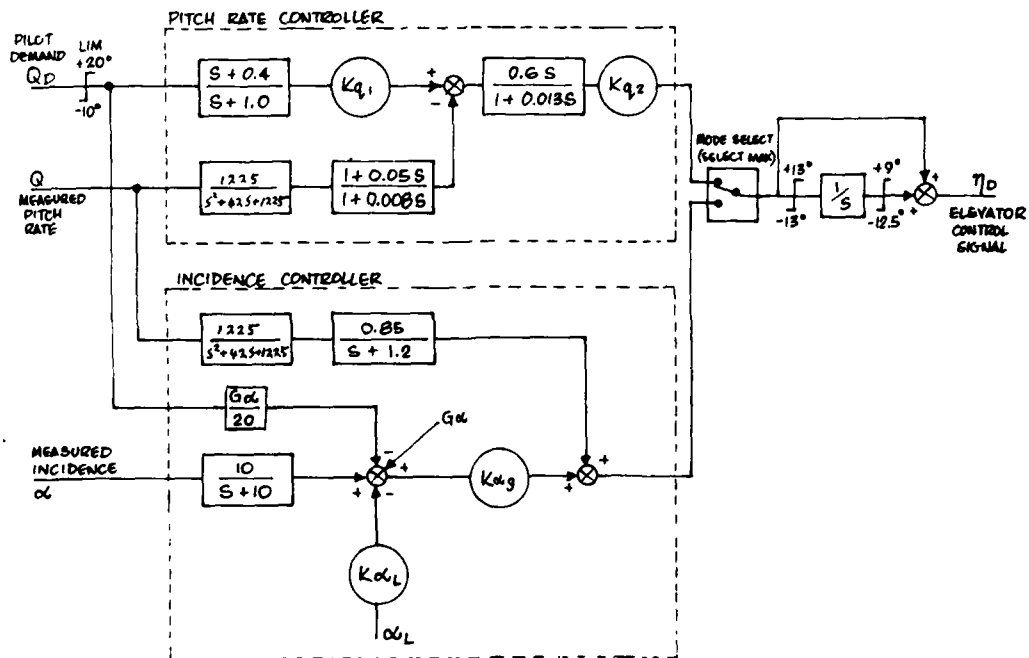 PITCH RATE CONTROLLER
PILOT
DEMAND
QD
LIM
+20°
-10°
S + 0.4
S + 1.0
Kq1
+
-
0.6 S
1 + 0.013S
Kq2
Q
MEASURED
PITCH
RATE
1225
S²+42S+1225
1 + 0.05S
1 + 0.008S
MODE SELECT
(SELECT MAX)
+13°
-13°
1/S
+9°
-12.5°
+
+
ηD
ELEVATOR
CONTROL
SIGNAL
INCIDENCE CONTROLLER
1225
S²+42S+1225
0.85
S + 1.2
Gα
20
Gα
MEASURED
INCIDENCE
α
10
S + 10
-
+
+
-
Kαg
+
+
KαL
αL